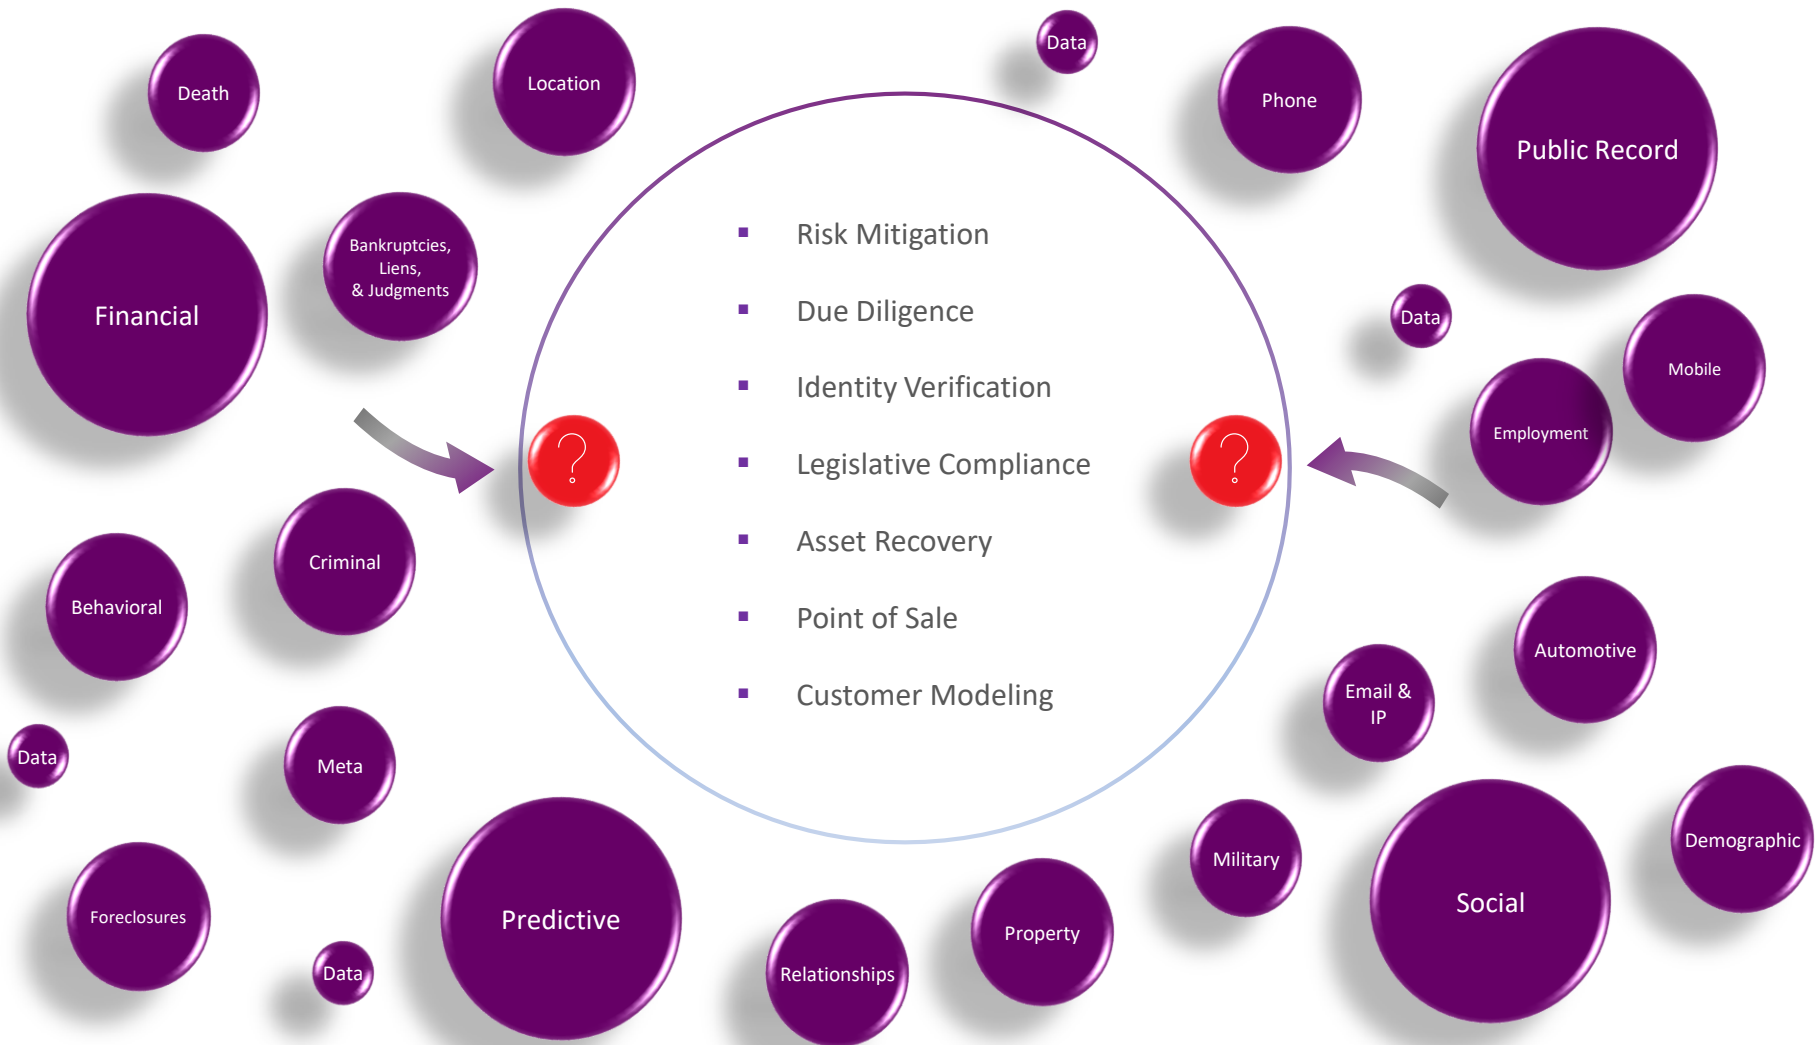 Death
Location
Data
Phone
Public Record
Financial
Bankruptcies,
Liens,
& Judgments
Risk Mitigation
Due Diligence
Identity Verification
Legislative Compliance
Asset Recovery
Point of Sale
Customer Modeling
?
?
Data
Mobile
Employment
Criminal
Behavioral
Data
Meta
Foreclosures
Data
Predictive
Relationships
Property
Military
Email &
IP
Automotive
Social
Demographic